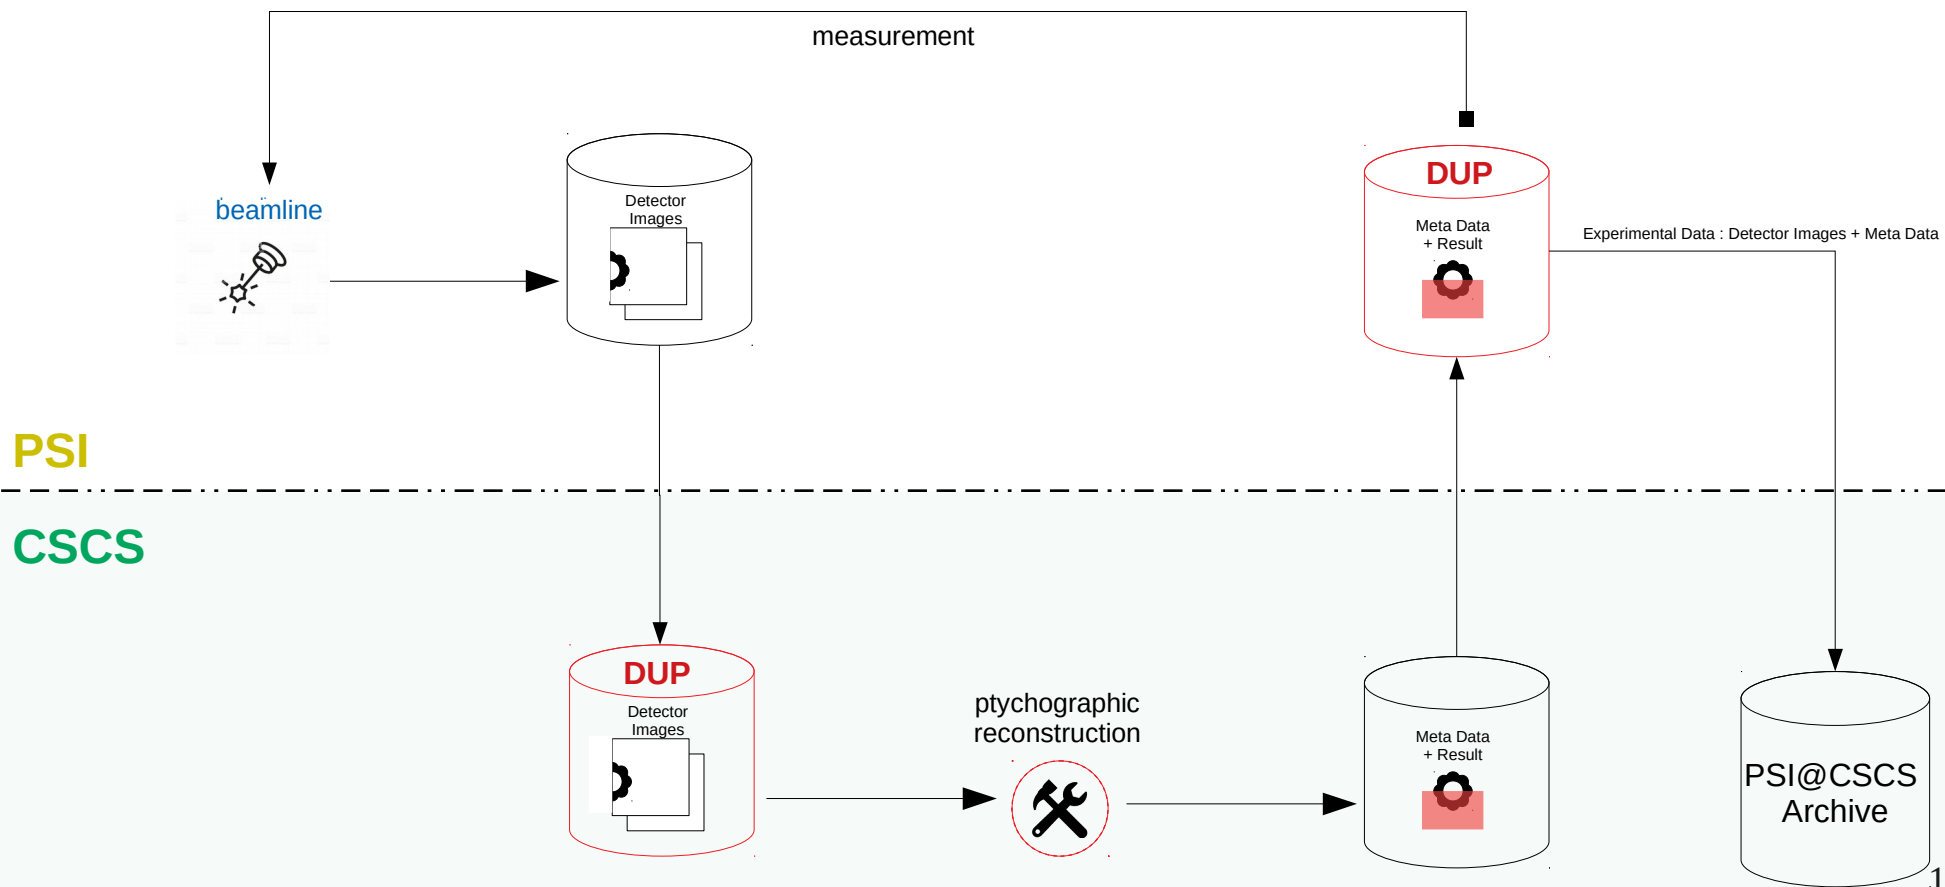 measurement
beamline
Detector
Images
DUP
Meta Data
+ Result
Experimental Data : Detector Images + Meta Data
PSI
CSCS
DUP
Detector
Images
ptychographic
reconstruction
Meta Data
+ Result
PSI@CSCS
Archive
1